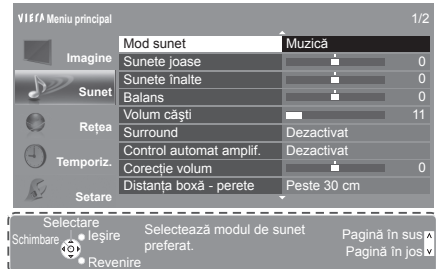 VIErA Meniu principal 1/2
Imagine
Sunet
Rețea
Temporiz.
Setare
Mod sunet Muzică
Sunete joase 0
Sunete înalte 0
Balans 0
Volum căşti 11
Surround Dezactivat
Control automat amplif. Dezactivat
Corecție volum 0
Distanța boxă - perete Peste 30 cm
Selectare
Schimbare Ieşire
Revenire
Selectează modul de sunet
preferat.
Pagină în sus
Pagină în jos